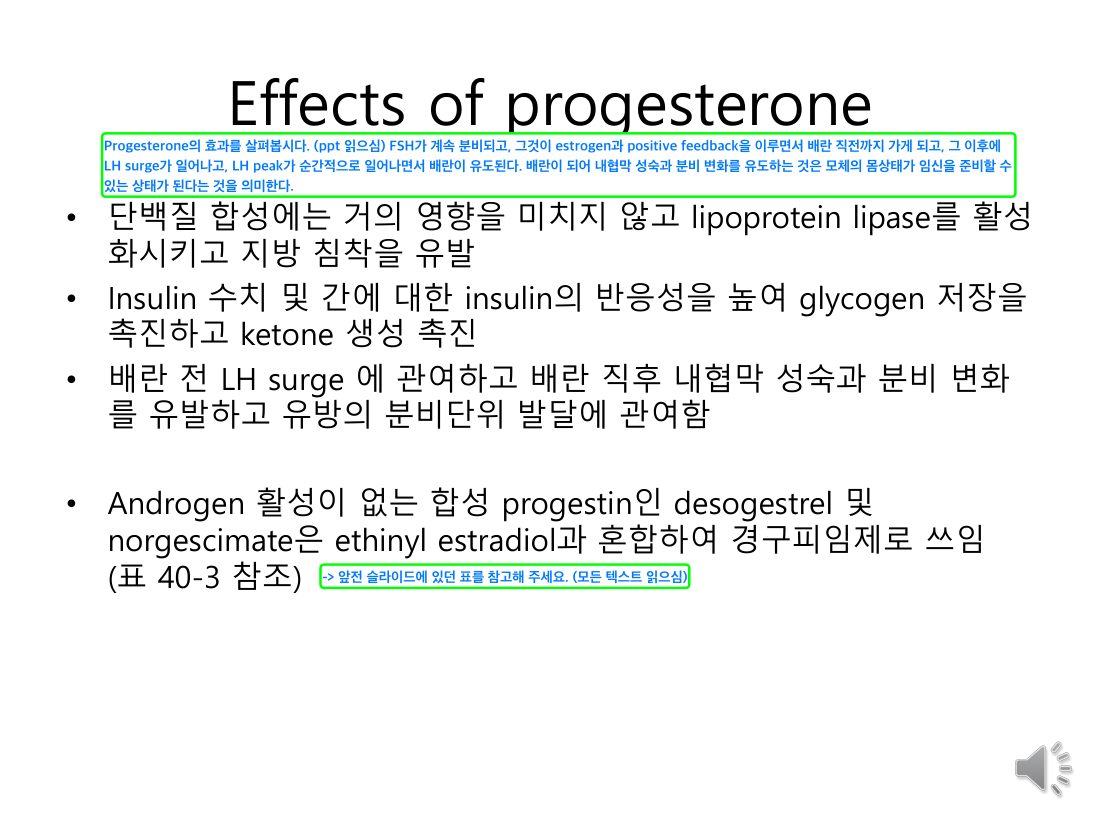 Effects of progesterone
Progesterone의 효과를 살펴봅시다. (ppt 읽으심) FSH가 계속 분비되고, 그것이 estrogen과 positive feedback을 이루면서 배란 직전까지 가게 되고, 그 이후에
LH surge가 일어나고, LH peak가 순간적으로 일어나면서 배란이 유도된다. 배란이 되어 내협막 성숙과 분비 변화를 유도하는 것은 모체의 몸상태가 임신을 준비할 수
있는 상태가 된다는 것을 의미한다.
• 단백질 합성에는 거의 영향을 미치지 않고 lipoprotein lipase를 활성
화시키고 지방 침착을 유발
• Insulin 수치 및 간에 대한 insulin의 반응성을 높여 glycogen 저장을
촉진하고 ketone 생성 촉진
• 배란 전 LH surge 에 관여하고 배란 직후 내협막 성숙과 분비 변화
를 유발하고 유방의 분비단위 발달에 관여함
• Androgen 활성이 없는 합성 progestin인 desogestrel 및
norgescimate은 ethinyl estradiol과 혼합하여 경구피임제로 쓰임
(표 40-3 참조) -> 앞전 슬라이드에 있던 표를 참고해 주세요. (모든 텍스트 읽으심)